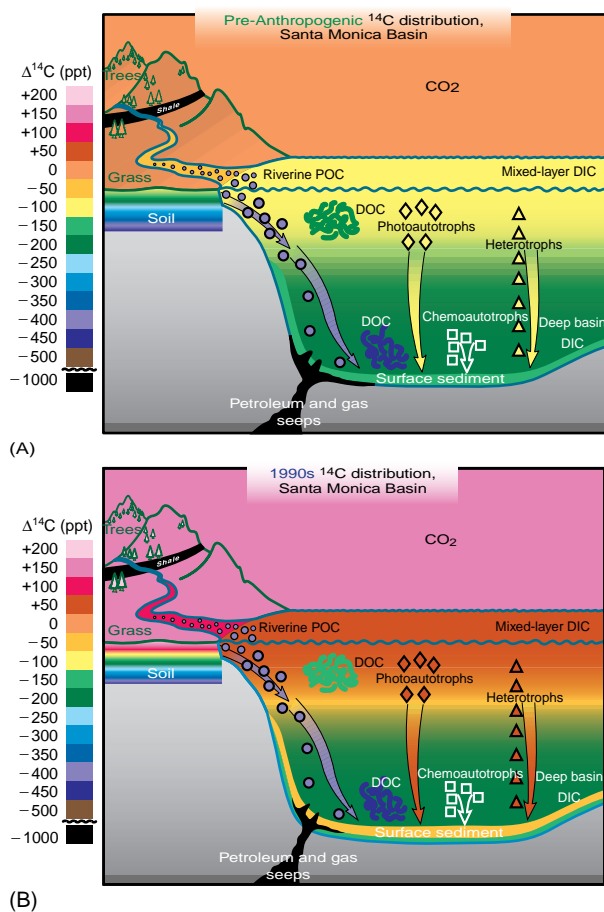 Pre-Anthropogenic ¹⁴C distribution,
Santa Monica Basin
Δ¹⁴C (ppt)
+200
+150
+100
+50
0
−50
−100
−150
−200
−250
−300
−350
−400
−450
−500
−1000
Trees
Shale
CO₂
Grass
Riverine POC
Mixed-layer DIC
Soil
DOC
Photoautotrophs
Heterotrophs
DOC
Chemoautotrophs
Deep basin
DIC
Surface sediment
Petroleum and gas
seeps
(A)
1990s ¹⁴C distribution,
Santa Monica Basin
Δ¹⁴C (ppt)
+200
+150
+100
+50
0
−50
−100
−150
−200
−250
−300
−350
−400
−450
−500
−1000
Trees
Shale
CO₂
Grass
Riverine POC
Mixed-layer DIC
Soil
DOC
Photoautotrophs
Heterotrophs
DOC
Chemoautotrophs
Deep basin
DIC
Surface sediment
Petroleum and gas
seeps
(B)